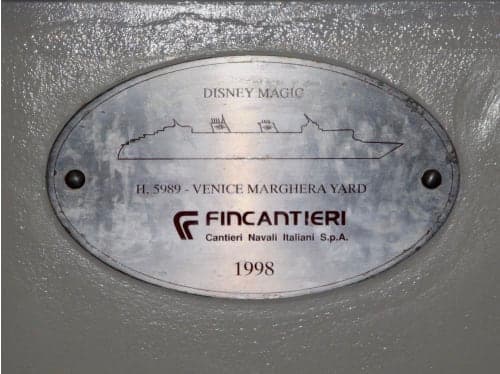 DISNEY MAGIC
H. 5989 - VENICE MARGHERA YARD
FINCANTIERI
Cantieri Navali Italiani S.p.A.
1998